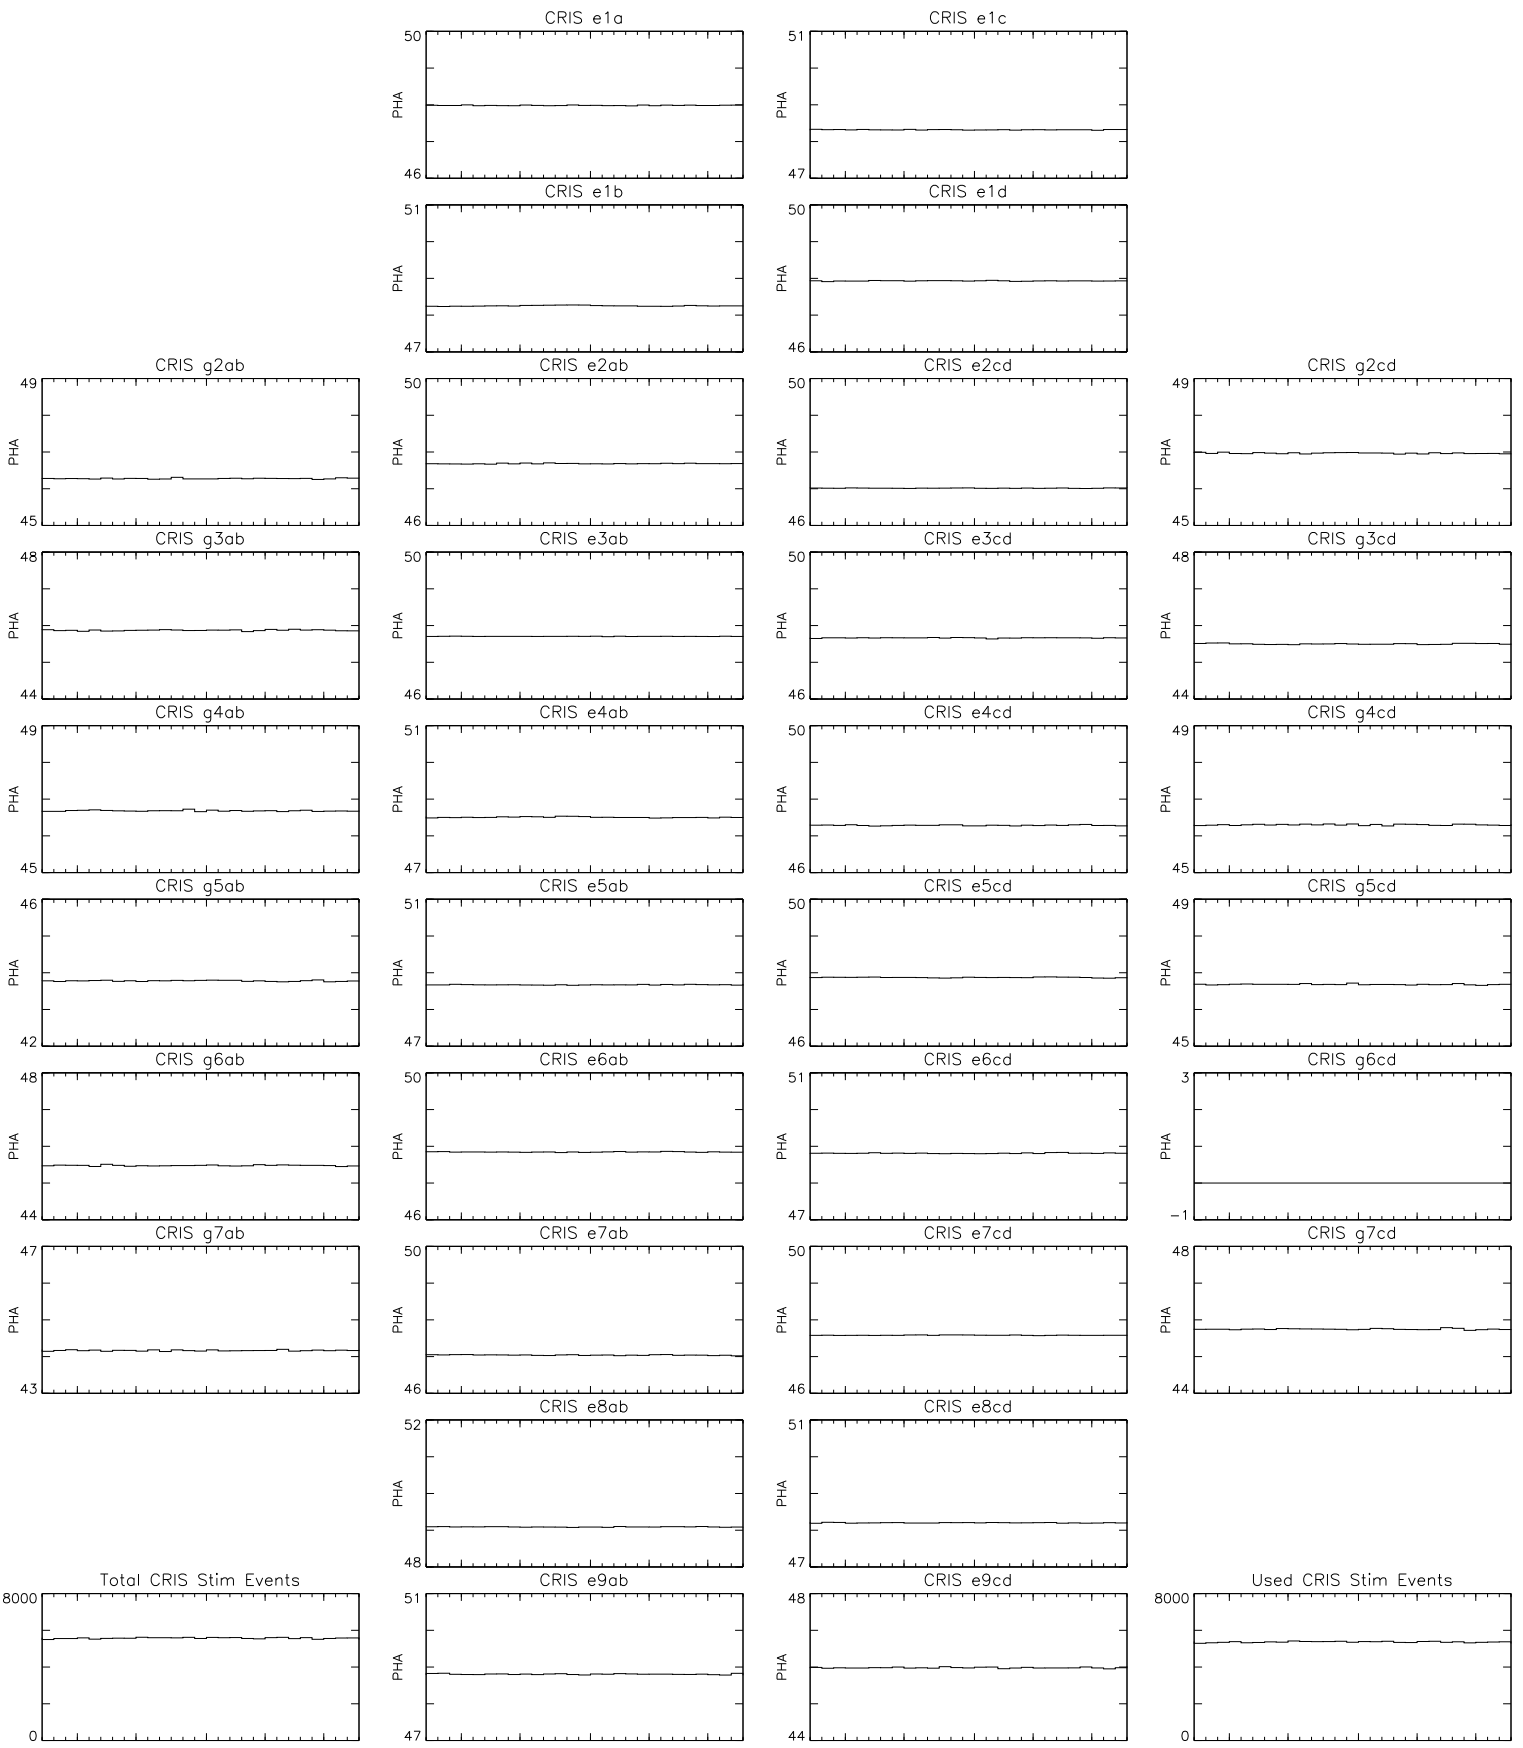 CRIS e1a
CRIS e1c
50
PHA
46
51
PHA
47
CRIS e1b
CRIS e1d
51
PHA
47
50
PHA
46
CRIS g2ab
CRIS e2ab
CRIS e2cd
CRIS g2cd
49
PHA
45
50
PHA
46
50
PHA
46
49
PHA
45
CRIS g3ab
CRIS e3ab
CRIS e3cd
CRIS g3cd
48
PHA
44
50
PHA
46
50
PHA
46
48
PHA
44
CRIS g4ab
CRIS e4ab
CRIS e4cd
CRIS g4cd
49
PHA
45
51
PHA
47
50
PHA
46
49
PHA
45
CRIS g5ab
CRIS e5ab
CRIS e5cd
CRIS g5cd
46
PHA
42
51
PHA
47
50
PHA
46
49
PHA
45
CRIS g6ab
CRIS e6ab
CRIS e6cd
CRIS g6cd
48
PHA
44
50
PHA
46
51
PHA
47
3
PHA
-1
CRIS g7ab
CRIS e7ab
CRIS e7cd
CRIS g7cd
47
PHA
43
50
PHA
46
50
PHA
46
48
PHA
44
CRIS e8ab
CRIS e8cd
52
PHA
48
51
PHA
47
Total CRIS Stim Events
CRIS e9ab
CRIS e9cd
Used CRIS Stim Events
8000
0
51
PHA
47
48
PHA
44
8000
0